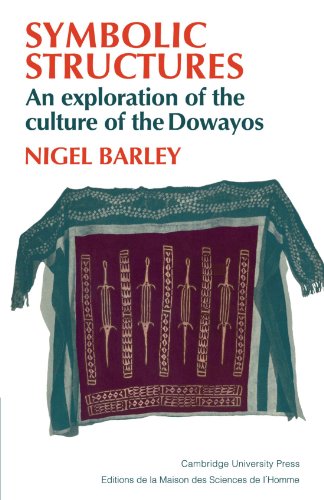 SYMBOLIC
STRUCTURES
An exploration of the
culture of the Dowayos
NIGEL BARLEY
Cambridge University Press
Editions de la Maison des Sciences de l'Homme